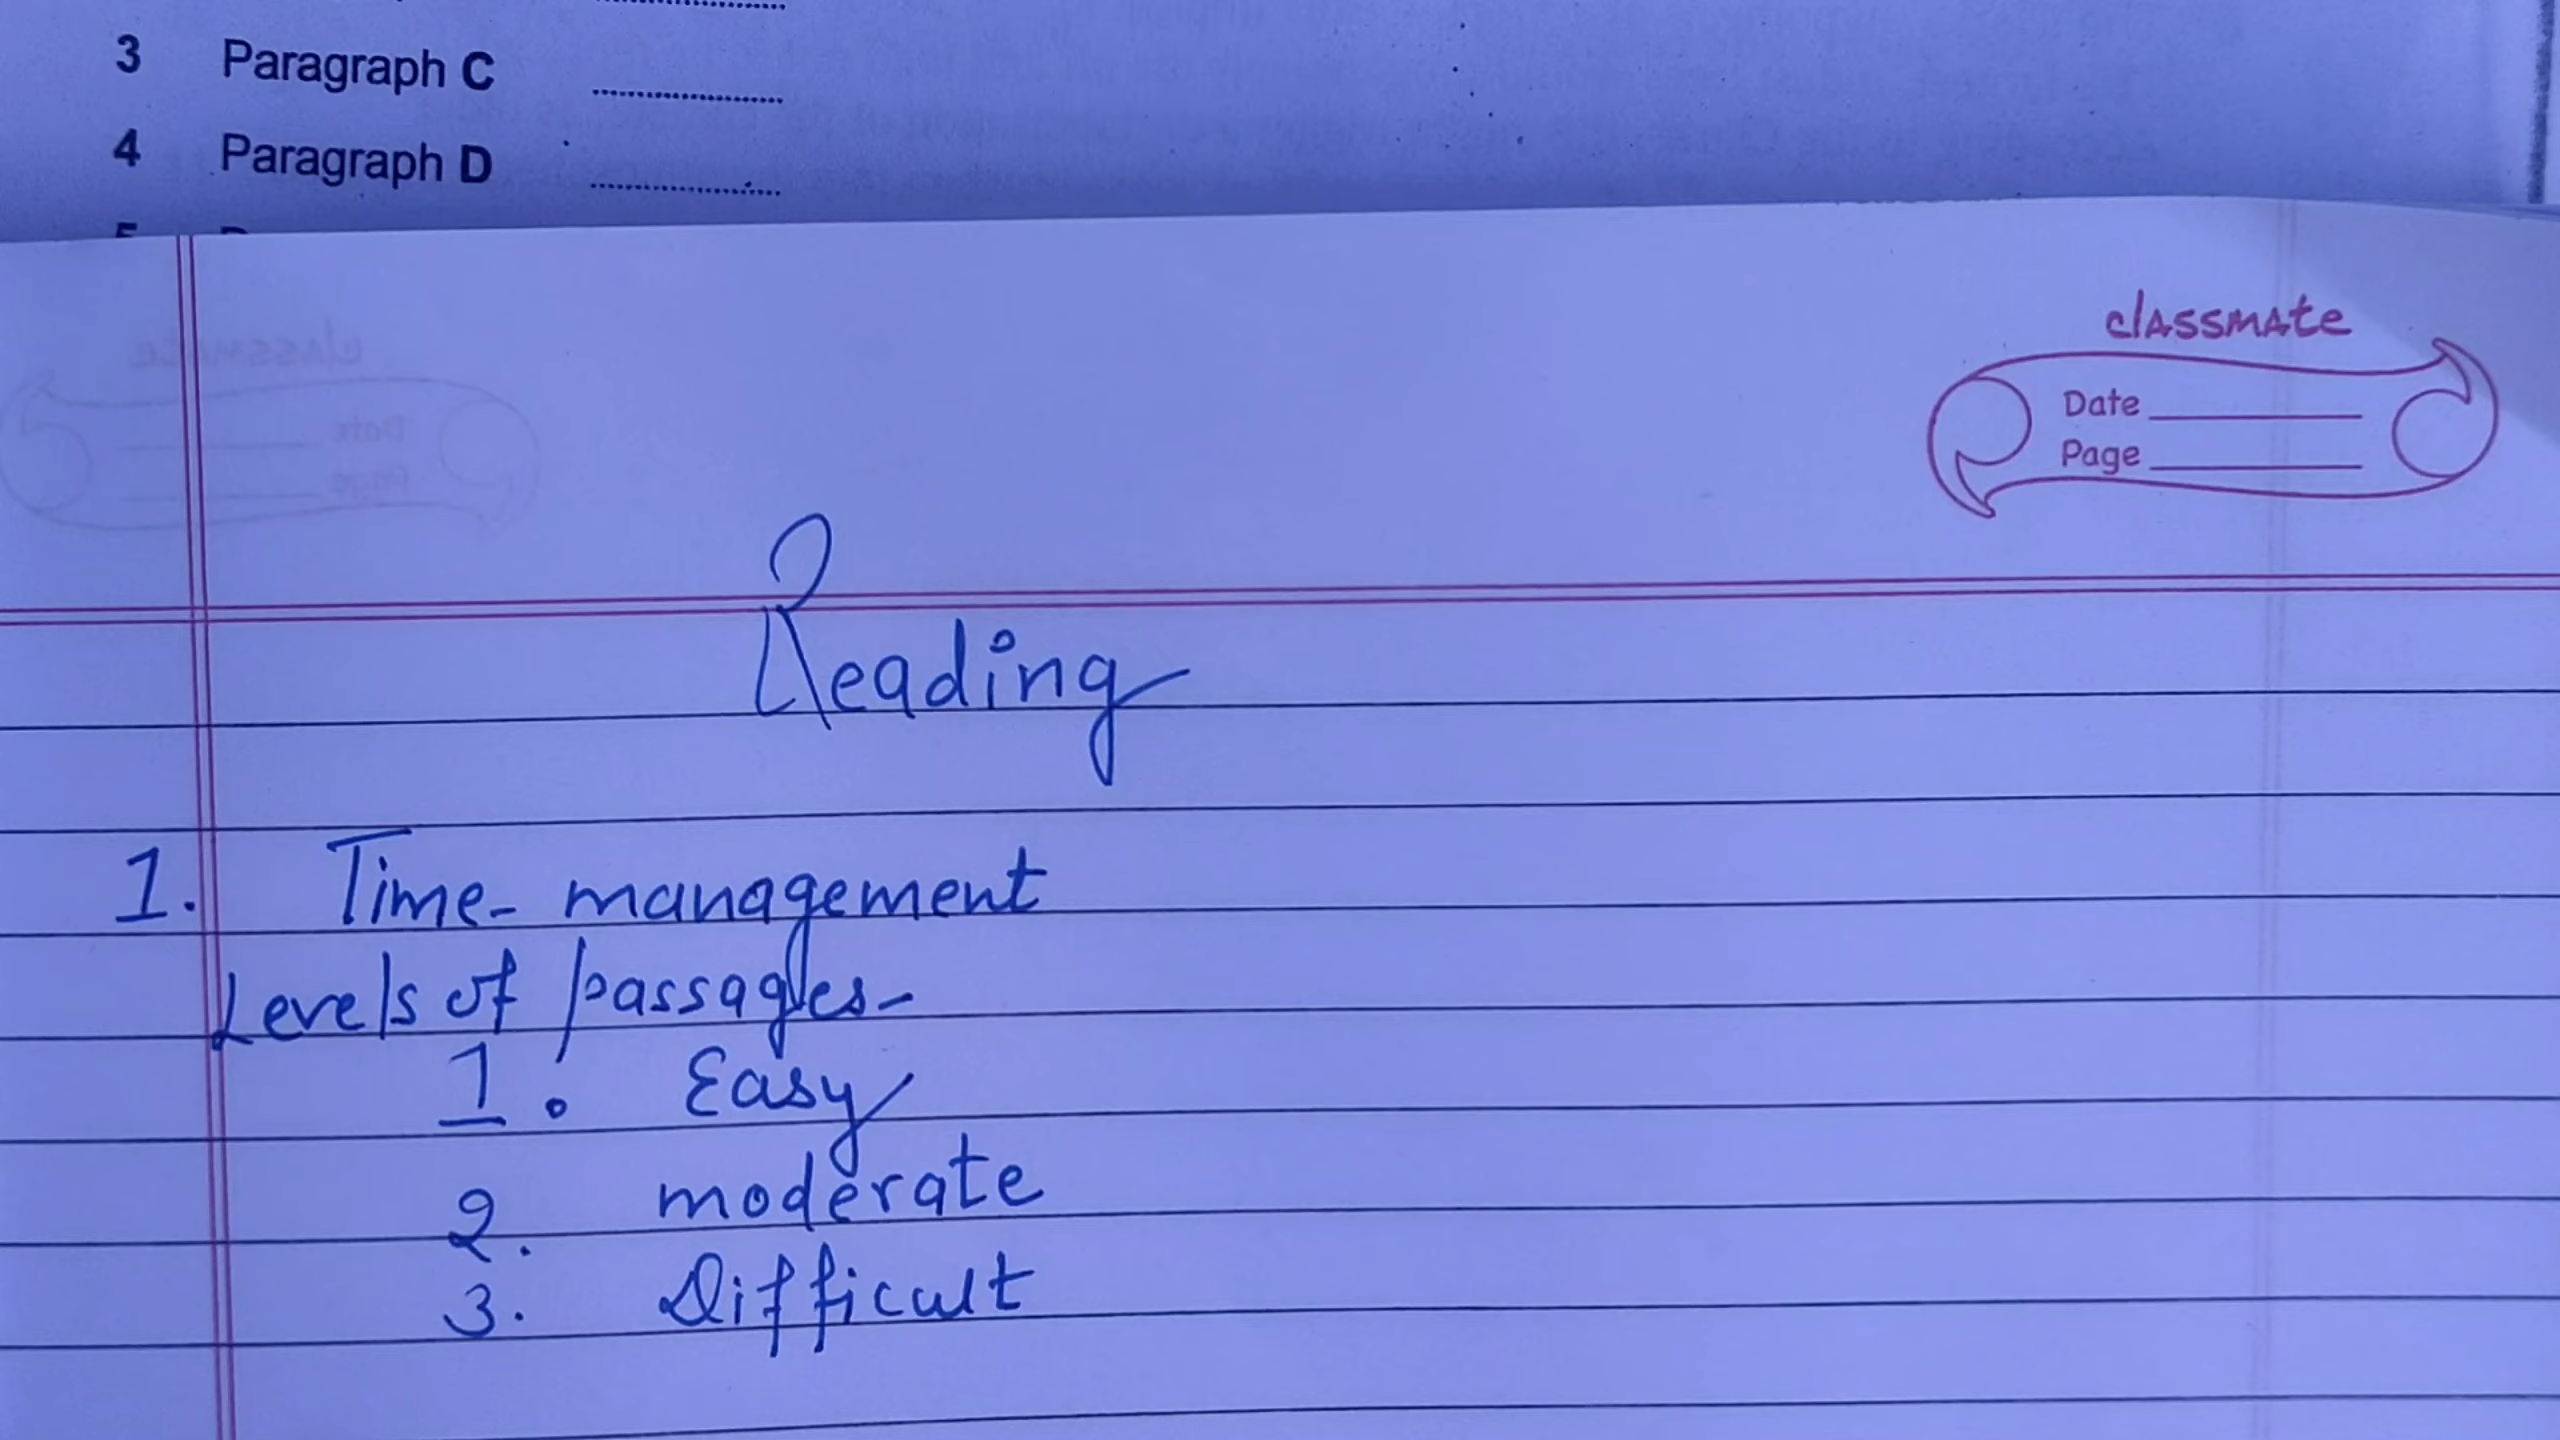 3 Paragraph C ....................
4 Paragraph D ....................
classmate
Date
Page
Reading
1. Time- management
Levels of passages-
1. Easy
2. moderate
3. Difficult